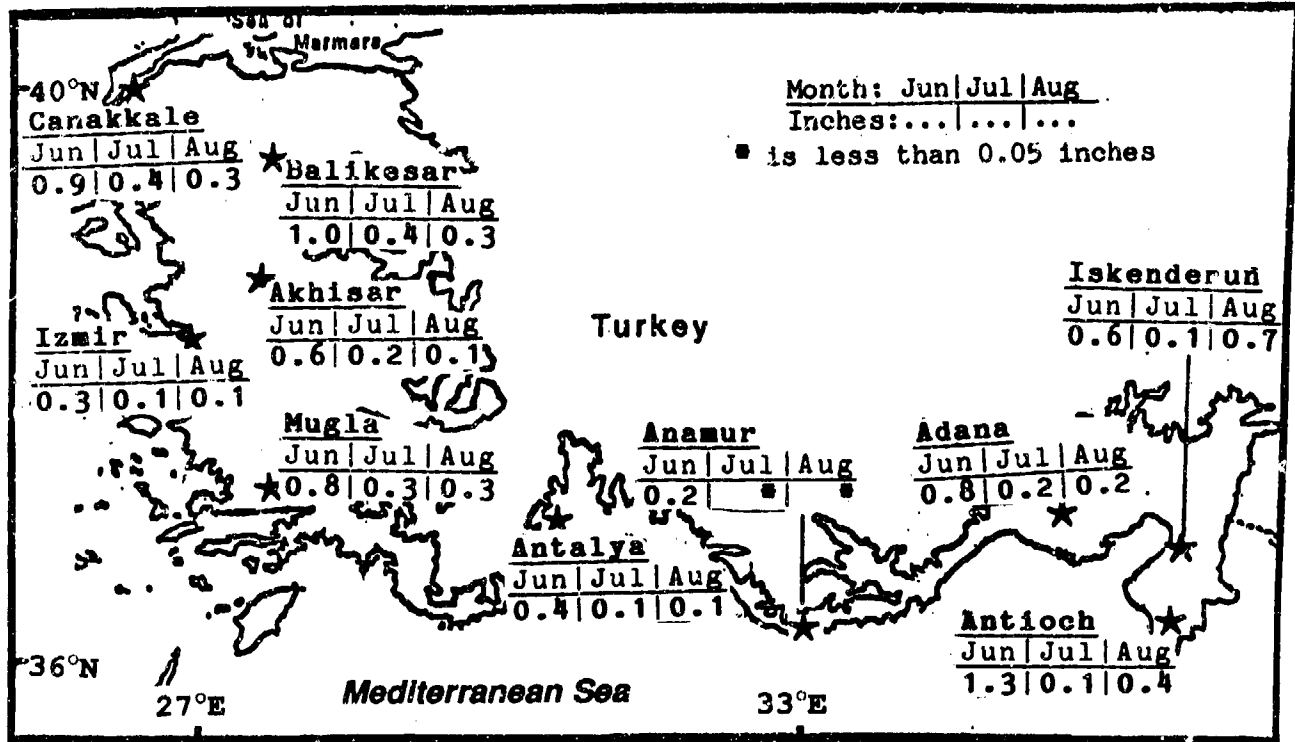 Sea of
Marmara
40°N
Month: Jun|Jul|Aug
Inches:...|...|...
* is less than 0.05 inches
Canakkale
Jun|Jul|Aug
0.9|0.4|0.3
Balikesar
Jun|Jul|Aug
1.0|0.4|0.3
Akhisar
Jun|Jul|Aug
0.6|0.2|0.1
Izmir
Jun|Jul|Aug
0.3|0.1|0.1
Turkey
Iskenderun
Jun|Jul|Aug
0.6|0.1|0.7
Mugla
Jun|Jul|Aug
0.8|0.3|0.3
Anamur
Jun|Jul|Aug
0.2| *| *
Adana
Jun|Jul|Aug
0.8|0.2|0.2
Antalya
Jun|Jul|Aug
0.4|0.1|0.1
Antioch
Jun|Jul|Aug
1.3|0.1|0.4
36°N
27°E
Mediterranean Sea
33°E